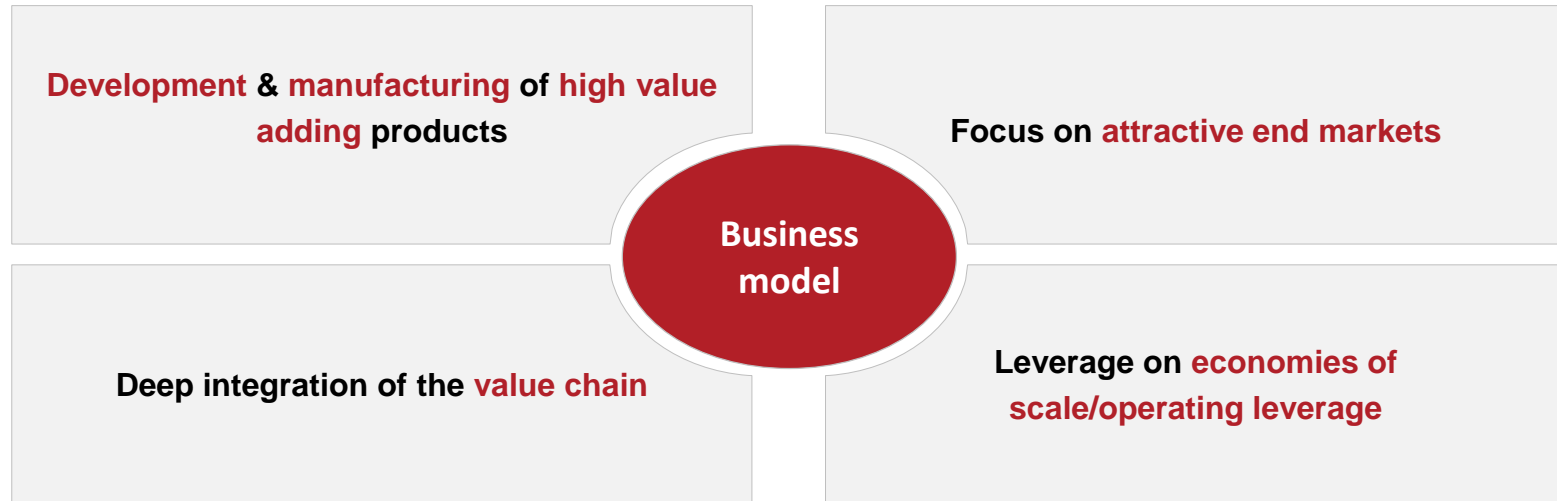 Development & manufacturing of high value
adding products
Focus on attractive end markets
Business
model
Deep integration of the value chain
Leverage on economies of
scale/operating leverage